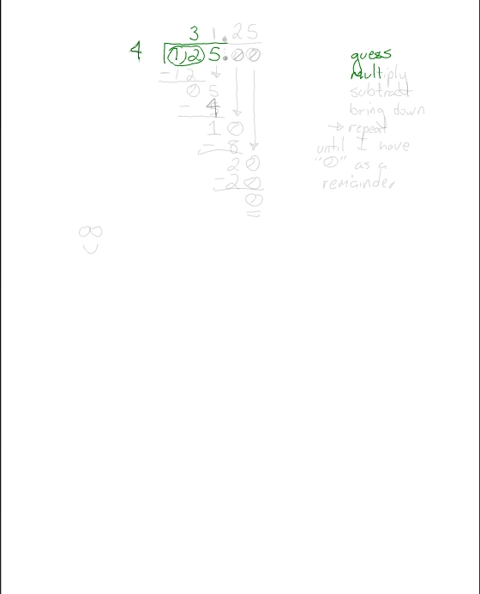 31.25
4 125.00
-12
05
- 4
10
- 8
20
-20
0
guess
multiply
subtract
bring down
→ repeat
until I have
"0" as a
remainder